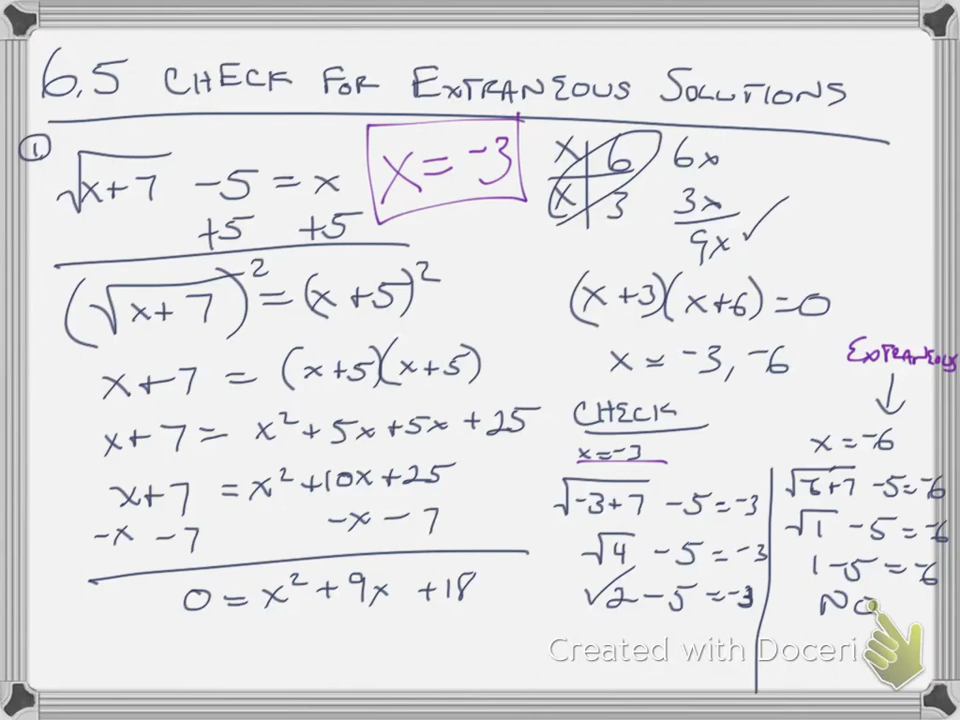 6.5 CHECK FOR EXTRANEOUS SOLUTIONS
1.
√x+7 -5 = x
+5 +5
(√x+7)² = (x+5)²
x+7 = (x+5)(x+5)
x+7 = x² + 5x + 5x + 25
x+7 = x² + 10x + 25
-x - 7 -x - 7
0 = x² + 9x + 18
x = -3
x 6 6x
x 3 3x
9x ✓
(x+3)(x+6) = 0
x = -3, -6
CHECK
x = -3
√-3+7 -5 = -3
√4 -5 = -3
✓2 - 5 = -3
EXTRANEOUS
↓
x = -6
√-6+7 -5 = -6
√1 - 5 = -6
1 - 5 = -6
NO
Created with Doceri